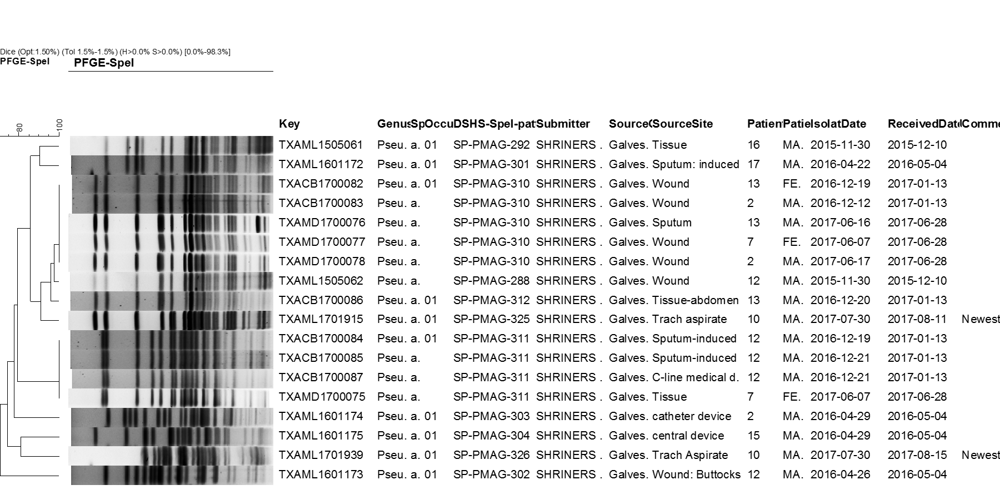 Dice (Opt:1.50%) (Tol 1.5%-1.5%) (H>0.0% S>0.0%) [0.0%-98.3%]
PFGE-SpeI PFGE-SpeI
80 100
Key Genus Sp Occu DSHS-SpeI-pat Submitter Source( SourceSite Patien Patie IsolatDate ReceivedDat Comme
TXAML1505061 Pseu. a. 01 SP-PMAG-292 SHRINERS . Galves. Tissue 16 MA. 2015-11-30 2015-12-10
TXAML1601172 Pseu. a. 01 SP-PMAG-301 SHRINERS . Galves. Sputum: induced 17 MA. 2016-04-22 2016-05-04
TXACB1700082 Pseu. a. 01 SP-PMAG-310 SHRINERS . Galves. Wound 13 FE. 2016-12-19 2017-01-13
TXACB1700083 Pseu. a. SP-PMAG-310 SHRINERS . Galves. Wound 2 MA. 2016-12-12 2017-01-13
TXAMD1700076 Pseu. a. SP-PMAG-310 SHRINERS . Galves. Sputum 13 MA. 2017-06-16 2017-06-28
TXAMD1700077 Pseu. a. SP-PMAG-310 SHRINERS . Galves. Wound 7 FE. 2017-06-07 2017-06-28
TXAMD1700078 Pseu. a. SP-PMAG-310 SHRINERS . Galves. Wound 2 MA. 2017-06-17 2017-06-28
TXAML1505062 Pseu. a. SP-PMAG-288 SHRINERS . Galves. Wound 12 MA. 2015-11-30 2015-12-10
TXACB1700086 Pseu. a. 01 SP-PMAG-312 SHRINERS . Galves. Tissue-abdomen 13 MA. 2016-12-20 2017-01-13
TXAML1701915 Pseu. a. 01 SP-PMAG-325 SHRINERS . Galves. Trach aspirate 10 MA. 2017-07-30 2017-08-11 Newest
TXACB1700084 Pseu. a. 01 SP-PMAG-311 SHRINERS . Galves. Sputum-induced 12 MA. 2016-12-19 2017-01-13
TXACB1700085 Pseu. a. SP-PMAG-311 SHRINERS . Galves. Sputum-induced 12 MA. 2016-12-21 2017-01-13
TXACB1700087 Pseu. a. SP-PMAG-311 SHRINERS . Galves. C-line medical d. 12 MA. 2016-12-21 2017-01-13
TXAMD1700075 Pseu. a. SP-PMAG-311 SHRINERS . Galves. Tissue 7 FE. 2017-06-07 2017-06-28
TXAML1601174 Pseu. a. 01 SP-PMAG-303 SHRINERS . Galves. catheter device 2 MA. 2016-04-29 2016-05-04
TXAML1601175 Pseu. a. 01 SP-PMAG-304 SHRINERS . Galves. central device 15 MA. 2016-04-29 2016-05-04
TXAML1701939 Pseu. a. 01 SP-PMAG-326 SHRINERS . Galves. Trach Aspirate 10 MA. 2017-07-30 2017-08-15 Newest
TXAML1601173 Pseu. a. 01 SP-PMAG-302 SHRINERS . Galves. Wound: Buttocks 12 MA. 2016-04-26 2016-05-04